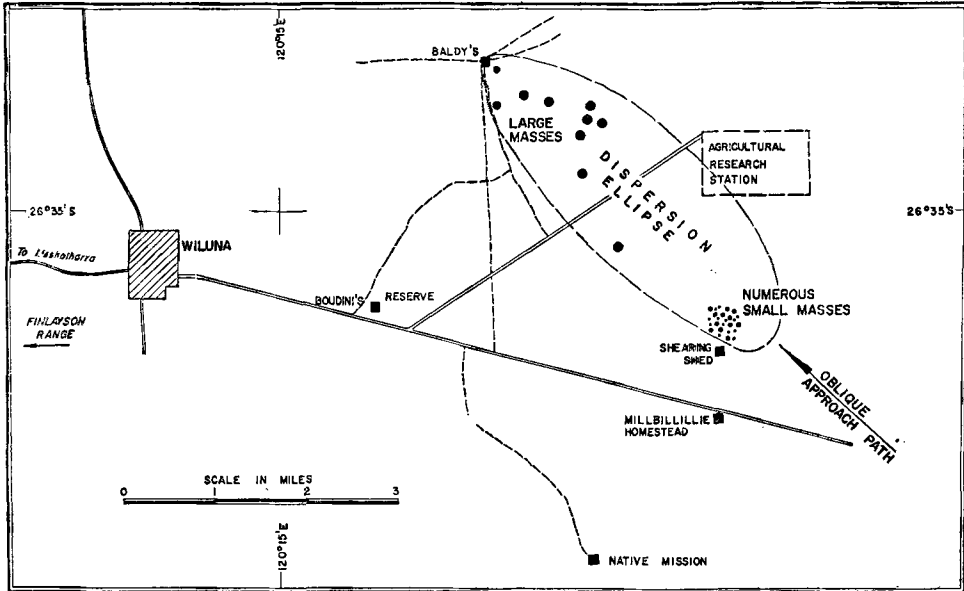 120°15'E
BALDY'S
LARGE
MASSES
DISPERSION
ELLIPSE
AGRICULTURAL
RESEARCH
STATION
26°35'S
26°35'S
WILUNA
To
BOUDINI'S
RESERVE
FINLAYSON
RANGE
NUMEROUS
SMALL MASSES
SHEARING
SHED
OBLIQUE
APPROACH PATH
MILLBILLILLIE
HOMESTEAD
SCALE IN MILES
0 1 2 3
120°15'E
NATIVE MISSION